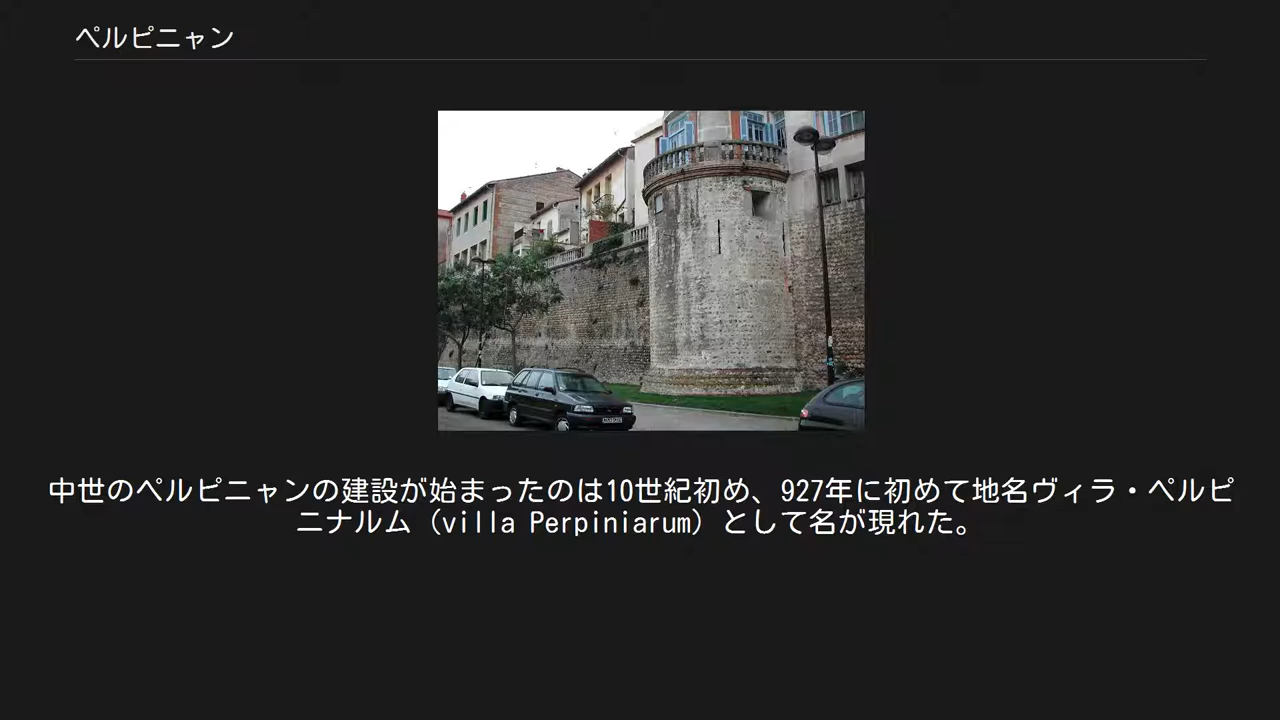 ペルピニャン
中世のペルピニャンの建設が始まったのは10世紀初め、927年に初めて地名ヴィラ・ペルピ
ニナルム（villa Perpiniarum）として名が現れた。